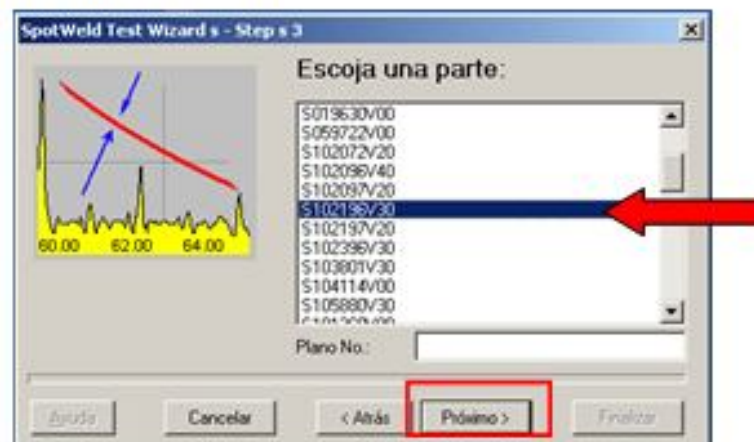 SpotWeld Test Wizard s - Step s 3
Escoja una parte:
S019630V00
S059722V00
S102072V20
S102096V40
S102097V20
S102196V30
S102197V20
S102396V30
S103801V30
S104114V00
S105880V30
60.00 62.00 64.00
Plano No.:
Ayuda Cancelar < Atrás Próximo > Finalizar